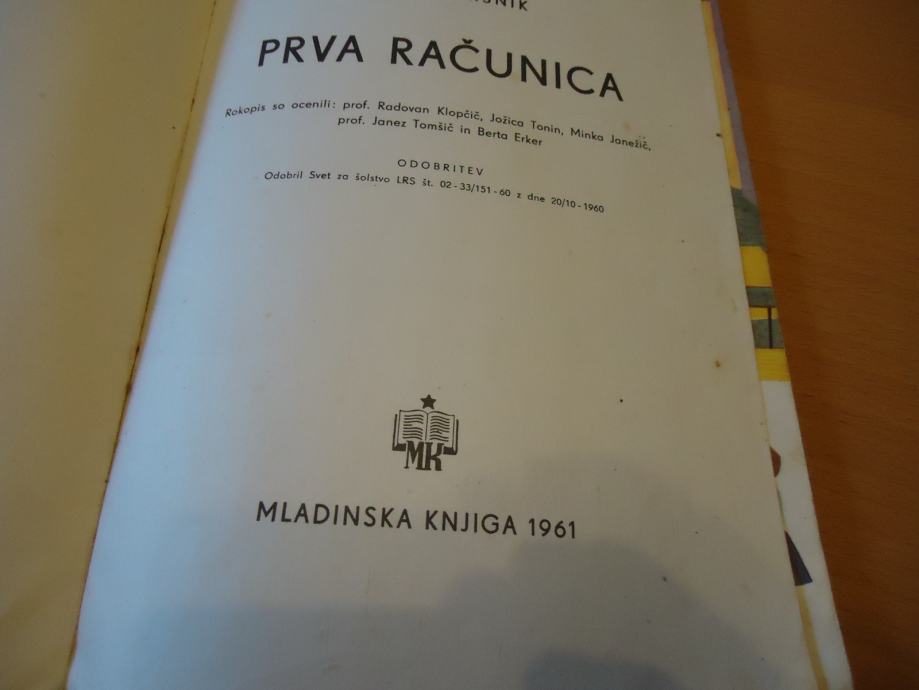 PRVA RAČUNICA
Rokopis so ocenili: prof. Radovan Klopčič, Jožica Tonin, Minka Janežič,
prof. Janez Tomšič in Berta Erker
ODOBRITEV
Odobril Svet za šolstvo LRS št. 02-33/151-60 z dne 20/10-1960
MK
MLADINSKA KNJIGA 1961